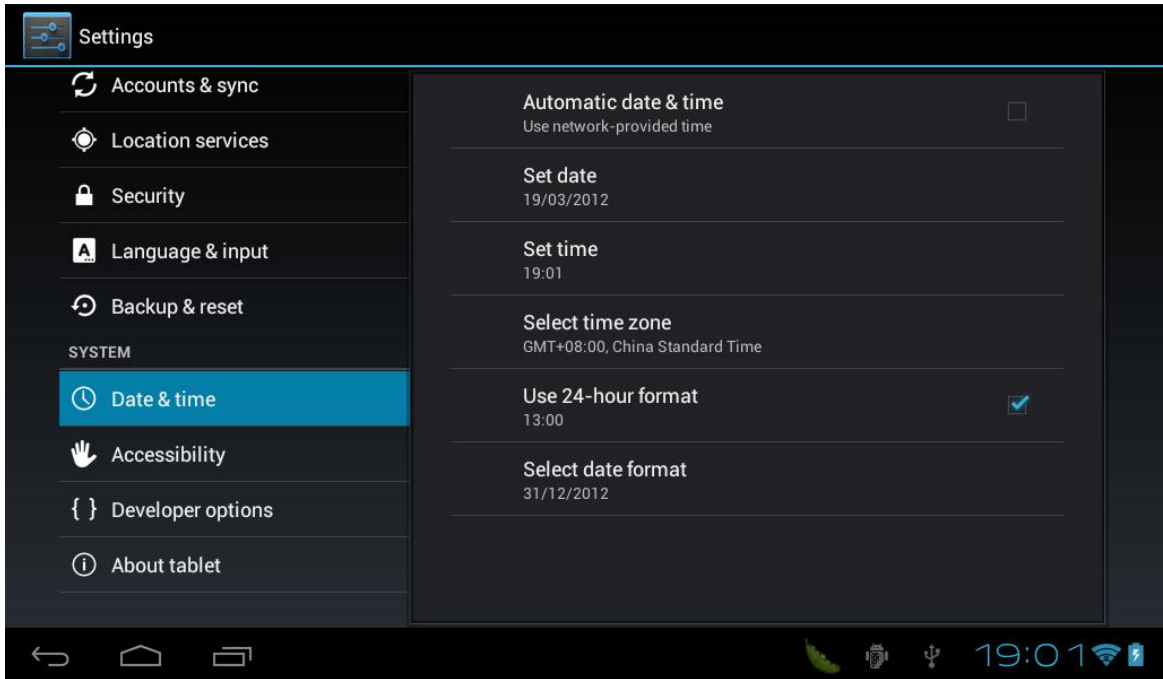 Settings
Accounts & sync
Location services
Security
Language & input
Backup & reset
SYSTEM
Date & time
Accessibility
{ } Developer options
About tablet
Automatic date & time
Use network-provided time
Set date
19/03/2012
Set time
19:01
Select time zone
GMT+08:00, China Standard Time
Use 24-hour format
13:00
Select date format
31/12/2012
19:01